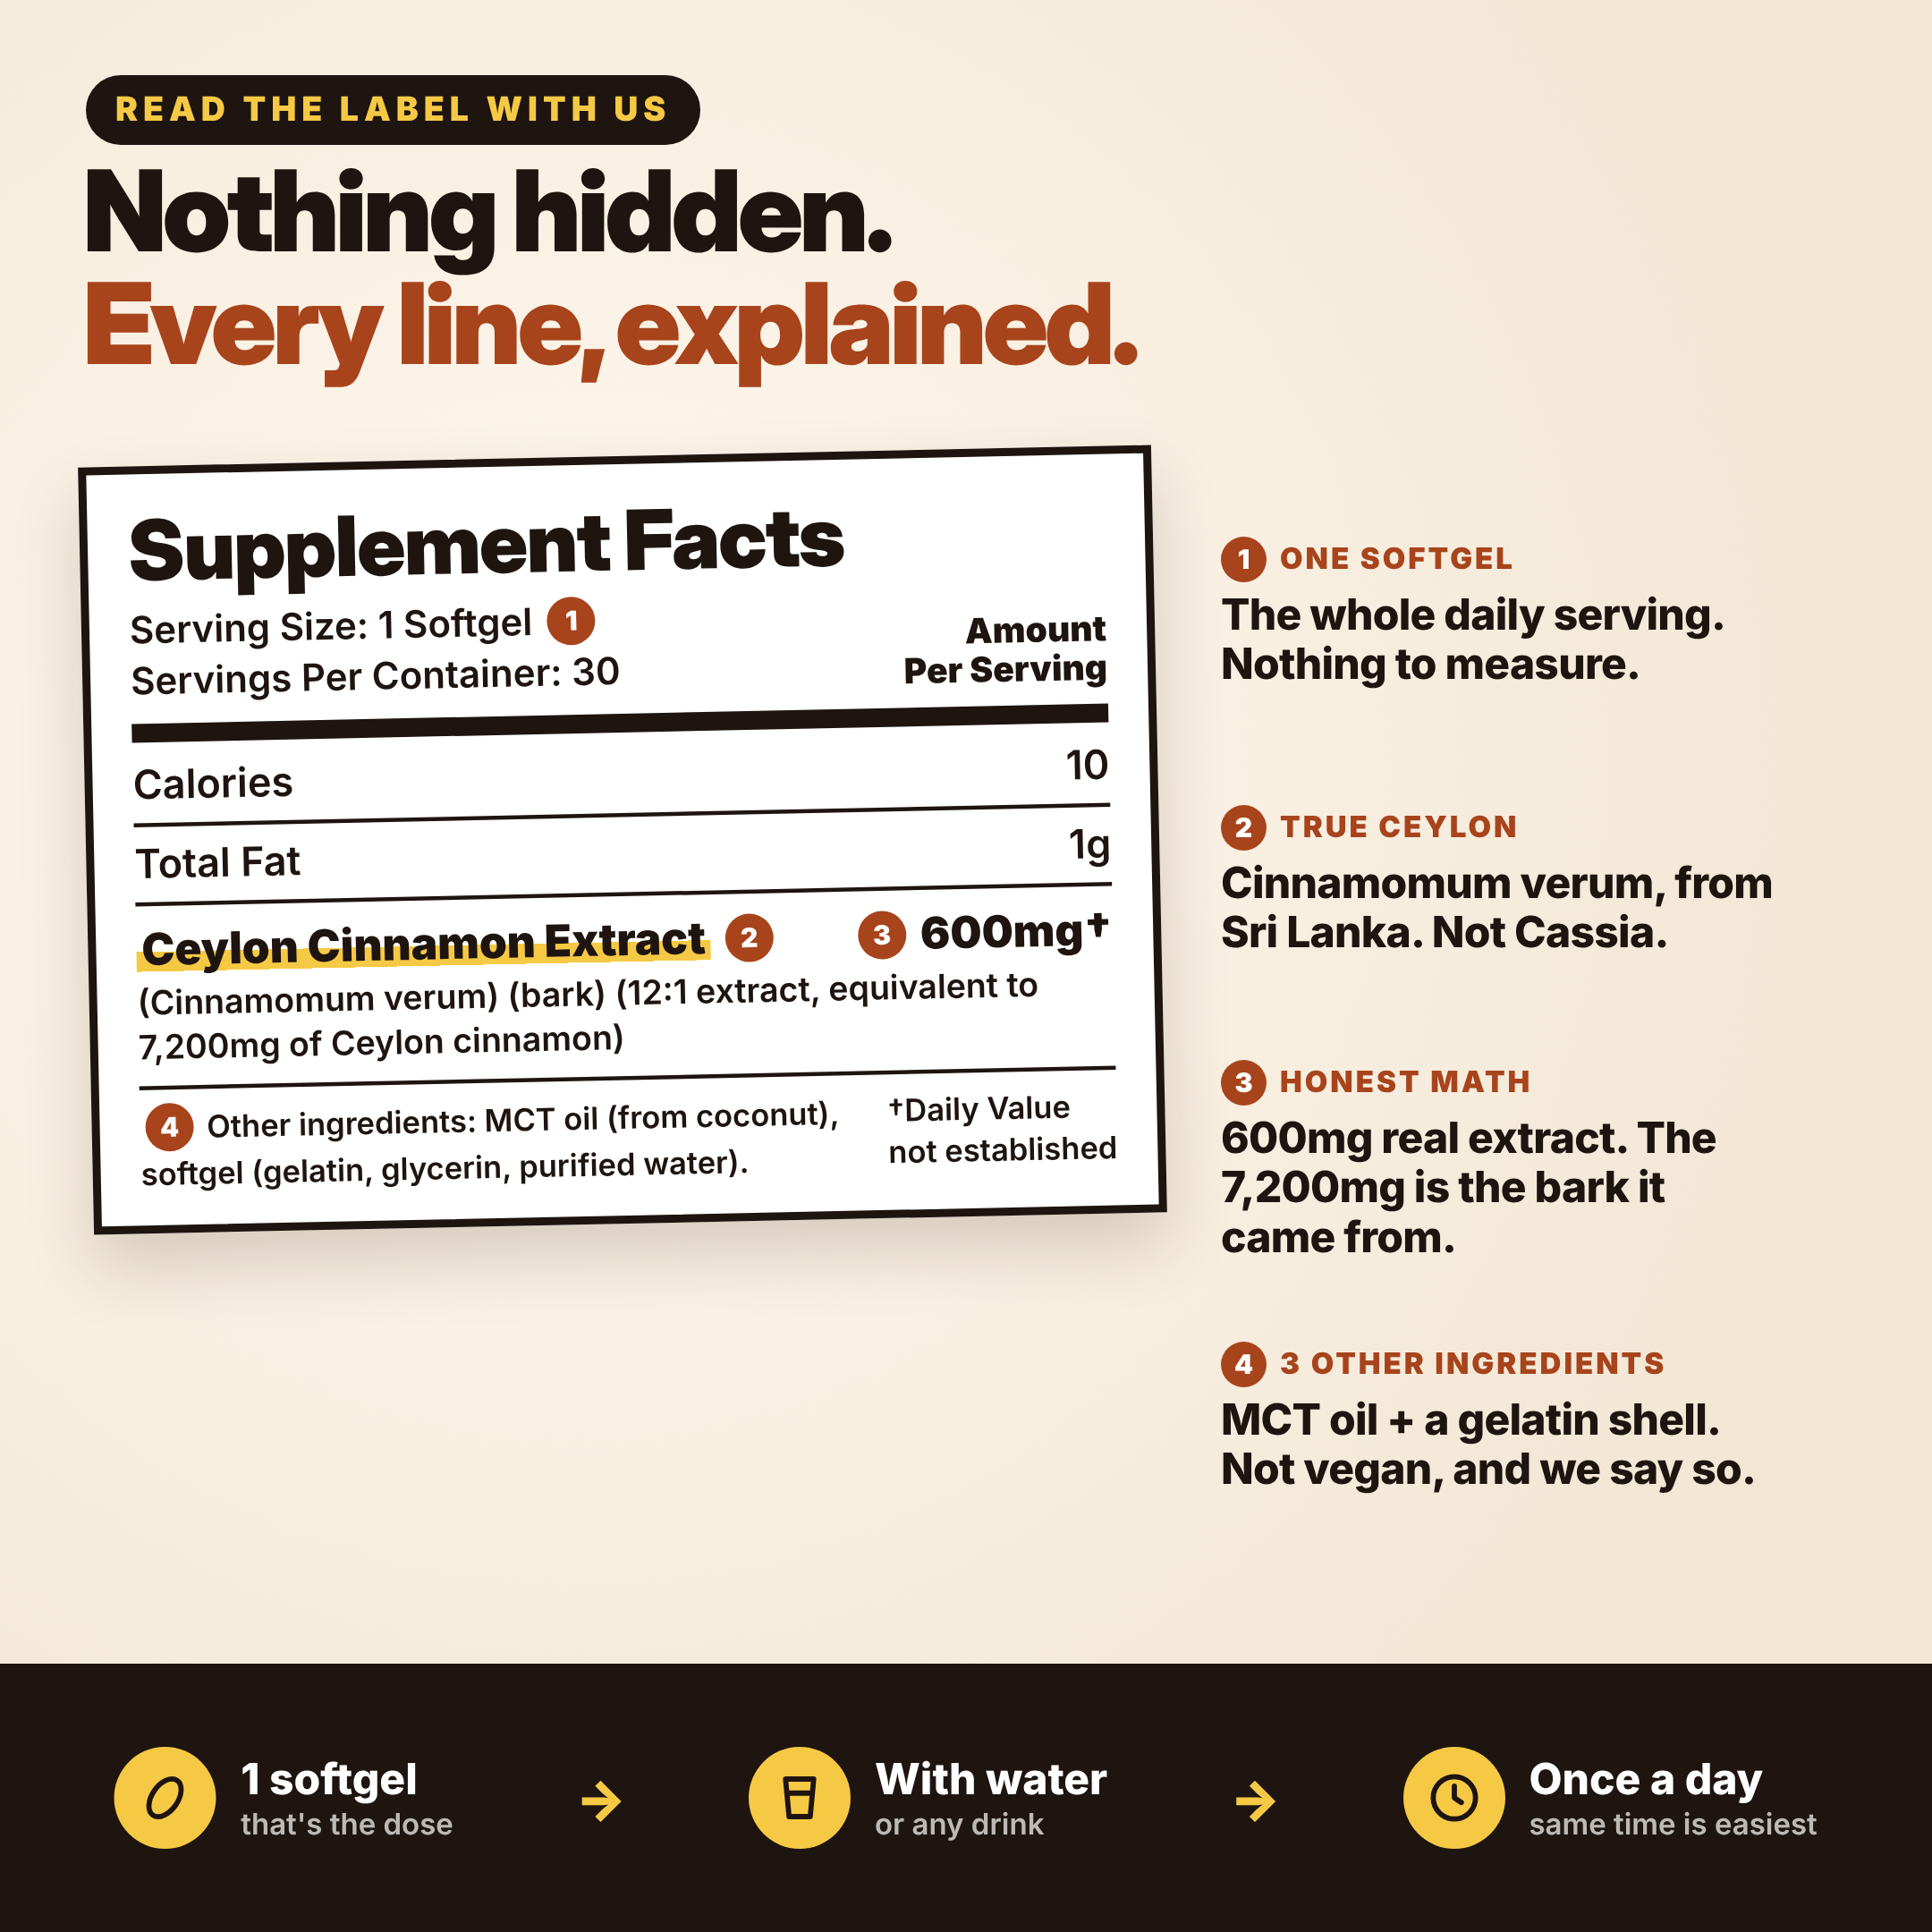 READ THE LABEL WITH US
Nothing hidden.
Every line, explained.
Supplement Facts
Serving Size: 1 Softgel 1
Servings Per Container: 30
Amount
Per Serving
Calories 10
Total Fat 1g
Ceylon Cinnamon Extract 2 3 600mg†
(Cinnamomum verum) (bark) (12:1 extract, equivalent to
7,200mg of Ceylon cinnamon)
4 Other ingredients: MCT oil (from coconut),
softgel (gelatin, glycerin, purified water).
†Daily Value
not established
1 ONE SOFTGEL
The whole daily serving.
Nothing to measure.
2 TRUE CEYLON
Cinnamomum verum, from
Sri Lanka. Not Cassia.
3 HONEST MATH
600mg real extract. The
7,200mg is the bark it
came from.
4 3 OTHER INGREDIENTS
MCT oil + a gelatin shell.
Not vegan, and we say so.
1 softgel
that's the dose
With water
or any drink
Once a day
same time is easiest